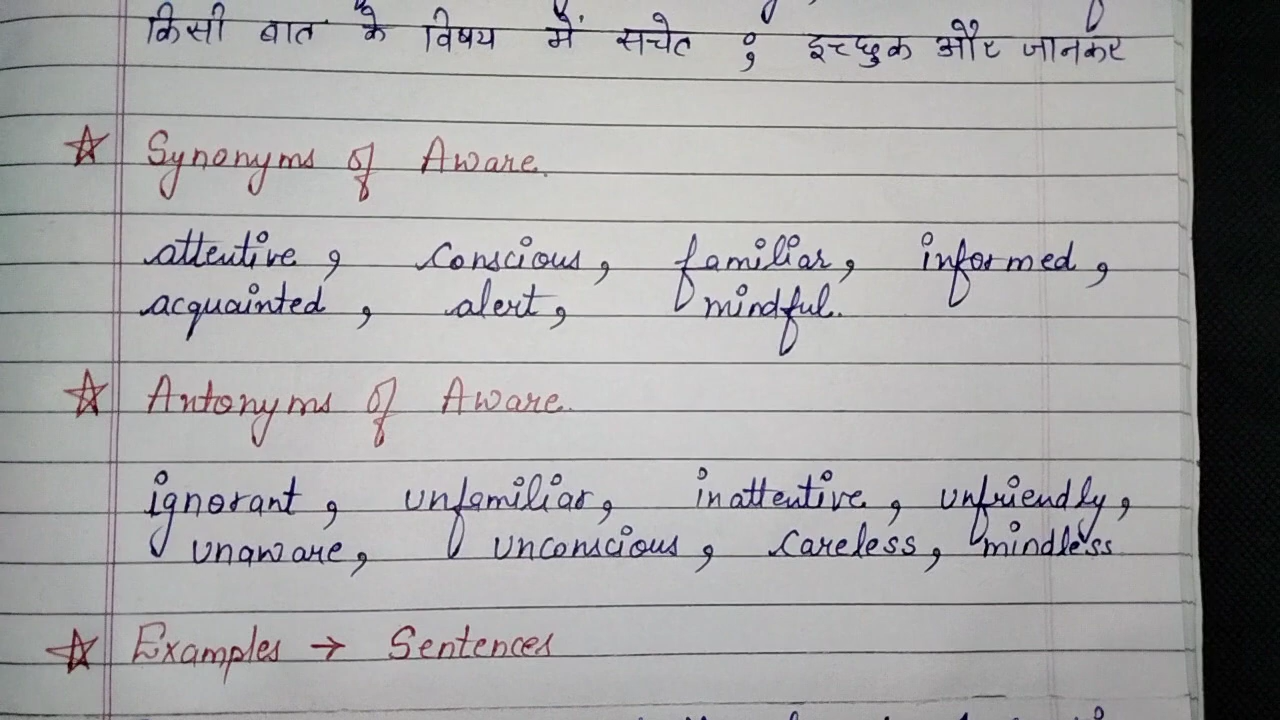 किसी बात के विषय में सचेत ; इच्छुक और जानकर
☆ Synonyms of Aware.
attentive, conscious, familiar, informed,
acquainted, alert, mindful.
☆ Antonyms of Aware.
ignorant, unfamiliar, inattentive, unfriendly,
unaware, unconscious, careless, mindless
☆ Examples → Sentences